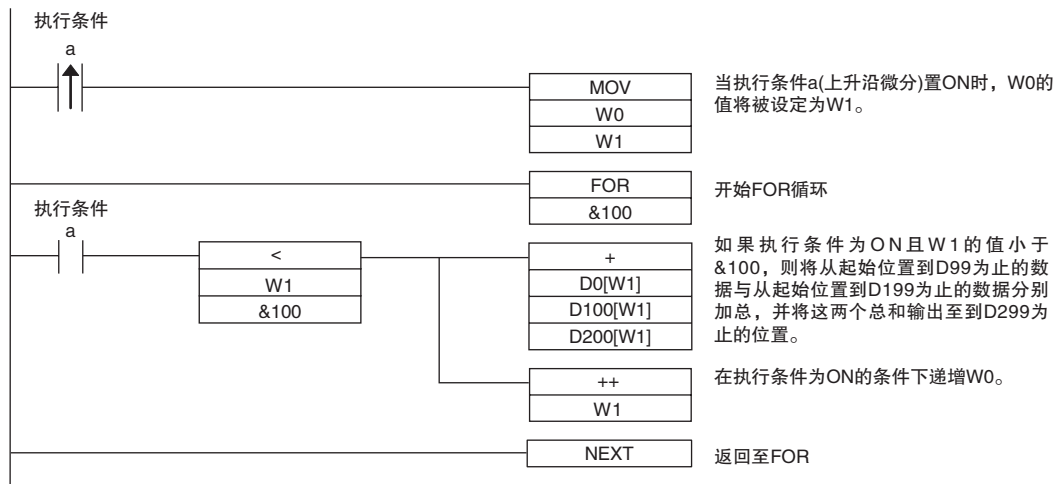 执行条件
a
MOV
W0
W1
当执行条件a(上升沿微分)置ON时，W0的
值将被设定为W1。
FOR
&100
开始FOR循环
执行条件
a
<
W1
&100
+
D0[W1]
D100[W1]
D200[W1]
如果执行条件为ON且W1的值小于
&100，则将从起始位置到D99为止的数
据与从起始位置到D199为止的数据分别
加总，并将这两个总和输出至到D299为
止的位置。
++
W1
在执行条件为ON的条件下递增W0。
NEXT
返回至FOR